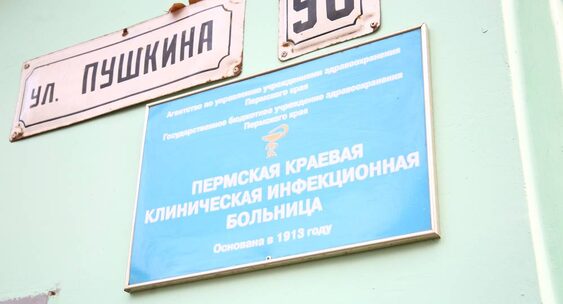 ул. ПУШКИНА
96
Агентство по управлению учреждениями здравоохранения
Пермского края
Государственное бюджетное учреждение здравоохранения
Пермского края
ПЕРМСКАЯ КРАЕВАЯ
КЛИНИЧЕСКАЯ ИНФЕКЦИОННАЯ
БОЛЬНИЦА
Основана в 1913 году